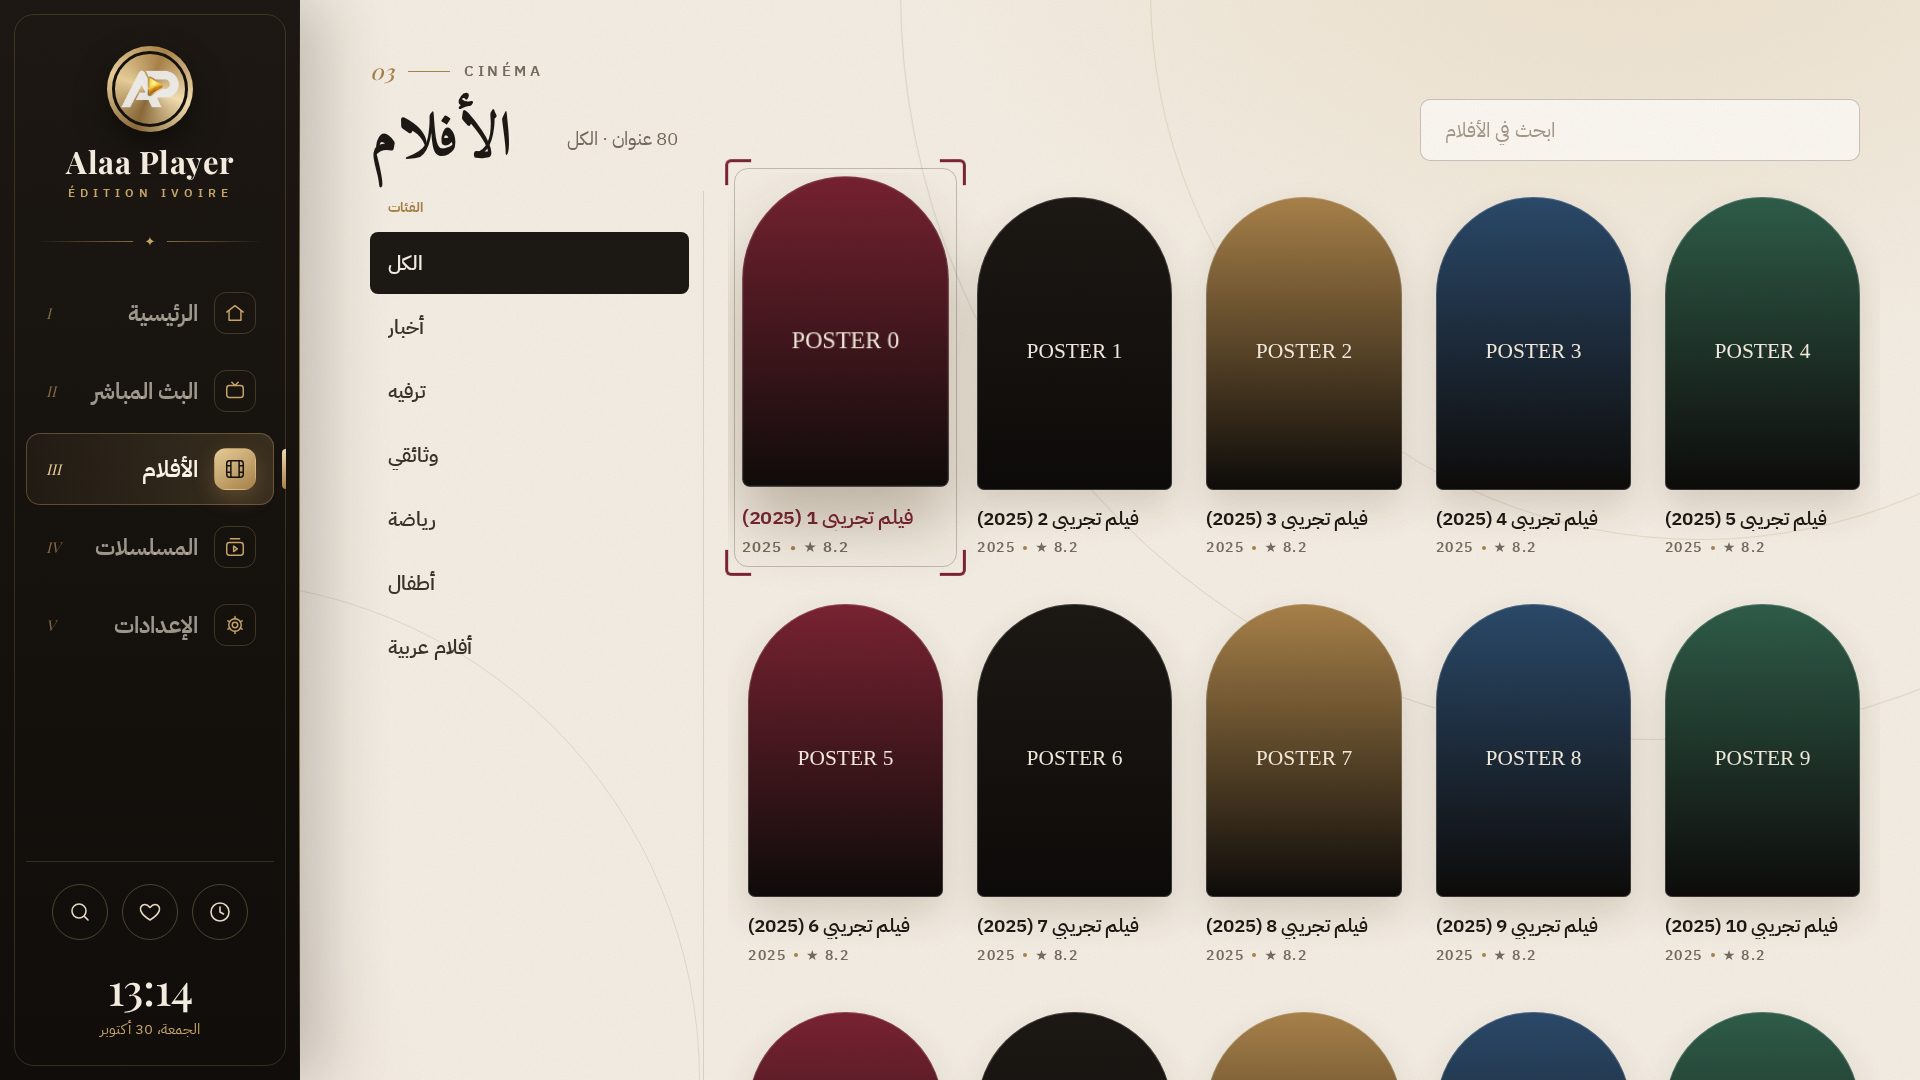 AP
Alaa Player
ÉDITION IVOIRE
الرئيسية I
البث المباشر II
الأفلام III
المسلسلات IV
الإعدادات V
13:14
الجمعة، 30 أكتوبر
03 CINÉMA
الأفلام
80 عنوان · الكل
ابحث في الأفلام
الفئات
الكل
أخبار
ترفيه
وثائقي
رياضة
أطفال
أفلام عربية
POSTER 0
فيلم تجريبي 1 (2025)
2025 • ★ 8.2
POSTER 1
فيلم تجريبي 2 (2025)
2025 • ★ 8.2
POSTER 2
فيلم تجريبي 3 (2025)
2025 • ★ 8.2
POSTER 3
فيلم تجريبي 4 (2025)
2025 • ★ 8.2
POSTER 4
فيلم تجريبي 5 (2025)
2025 • ★ 8.2
POSTER 5
فيلم تجريبي 6 (2025)
2025 • ★ 8.2
POSTER 6
فيلم تجريبي 7 (2025)
2025 • ★ 8.2
POSTER 7
فيلم تجريبي 8 (2025)
2025 • ★ 8.2
POSTER 8
فيلم تجريبي 9 (2025)
2025 • ★ 8.2
POSTER 9
فيلم تجريبي 10 (2025)
2025 • ★ 8.2